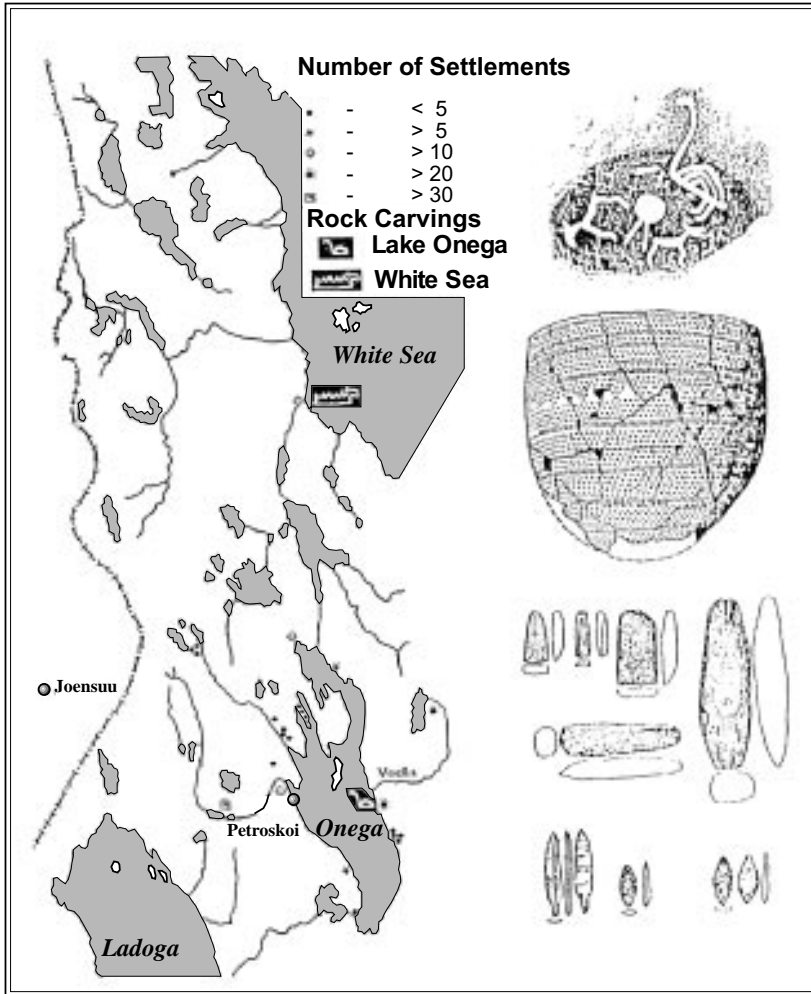 Number of Settlements
- < 5
- > 5
- > 10
- > 20
- > 30
Rock Carvings
Lake Onega
White Sea
White Sea
Joensuu
Petroskoi
Onega
Ladoga